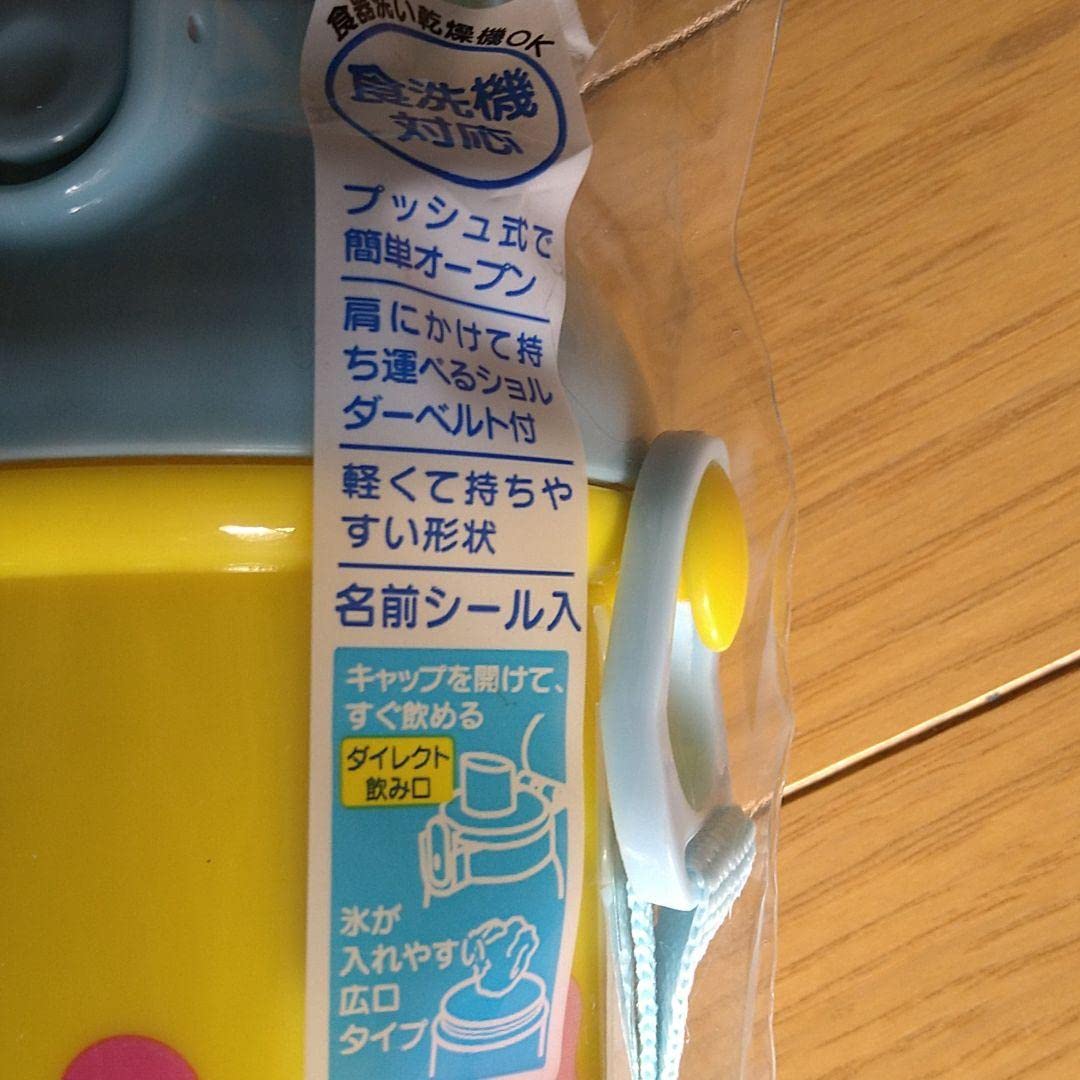 食器洗い乾燥機OK
食洗機
対応
プッシュ式で
簡単オープン
肩にかけて持
ち運べるショル
ダーベルト付
軽くて持ちや
すい形状
名前シール入
キャップを開けて、
すぐ飲める
ダイレクト
飲み口
氷が
入れやすい
広口
タイプ